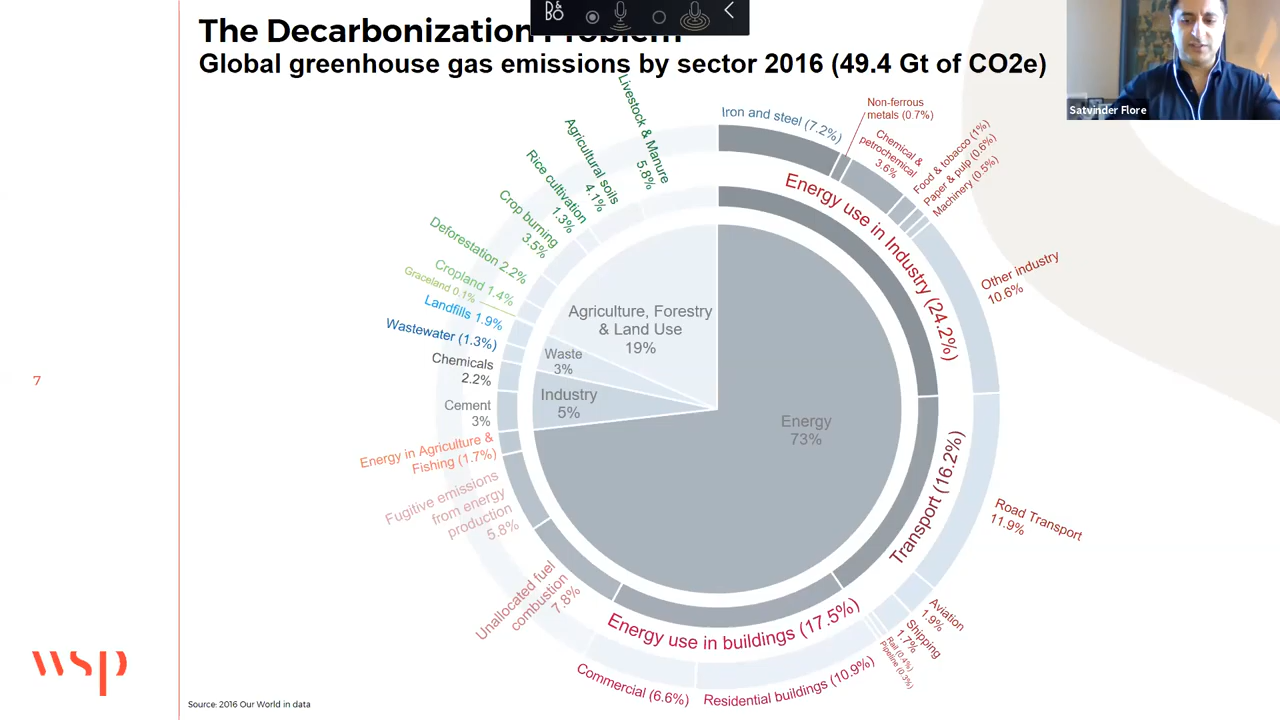 The Decarbonization Problem
Global greenhouse gas emissions by sector 2016 (49.4 Gt of CO2e)
B&O
Satvinder Flore
Iron and steel (7.2%)
Non-ferrous
metals (0.7%)
Chemical &
petrochemical
3.6%
Food & tobacco (1%)
Paper & pulp (0.6%)
Machinery (0.5%)
Energy use in Industry (24.2%)
Other industry
10.6%
Transport (16.2%)
Road Transport
11.9%
Aviation
1.9%
Shipping
1.7%
Rail (0.4%)
Pipeline (0.3%)
Energy use in buildings (17.5%)
Residential buildings (10.9%)
Commercial (6.6%)
Unallocated fuel
combustion
7.8%
Fugitive emissions
from energy
production
5.8%
Energy in Agriculture &
Fishing (1.7%)
Cement
3%
Chemicals
2.2%
Wastewater (1.3%)
Landfills 1.9%
Graceland 0.1%
Cropland 1.4%
Deforestation 2.2%
Crop burning
3.5%
Rice cultivation
1.3%
Agricultural soils
4.1%
Livestock & Manure
5.8%
Agriculture, Forestry
& Land Use
19%
Waste
3%
Industry
5%
Energy
73%
7
wsp
Source: 2016 Our World in data